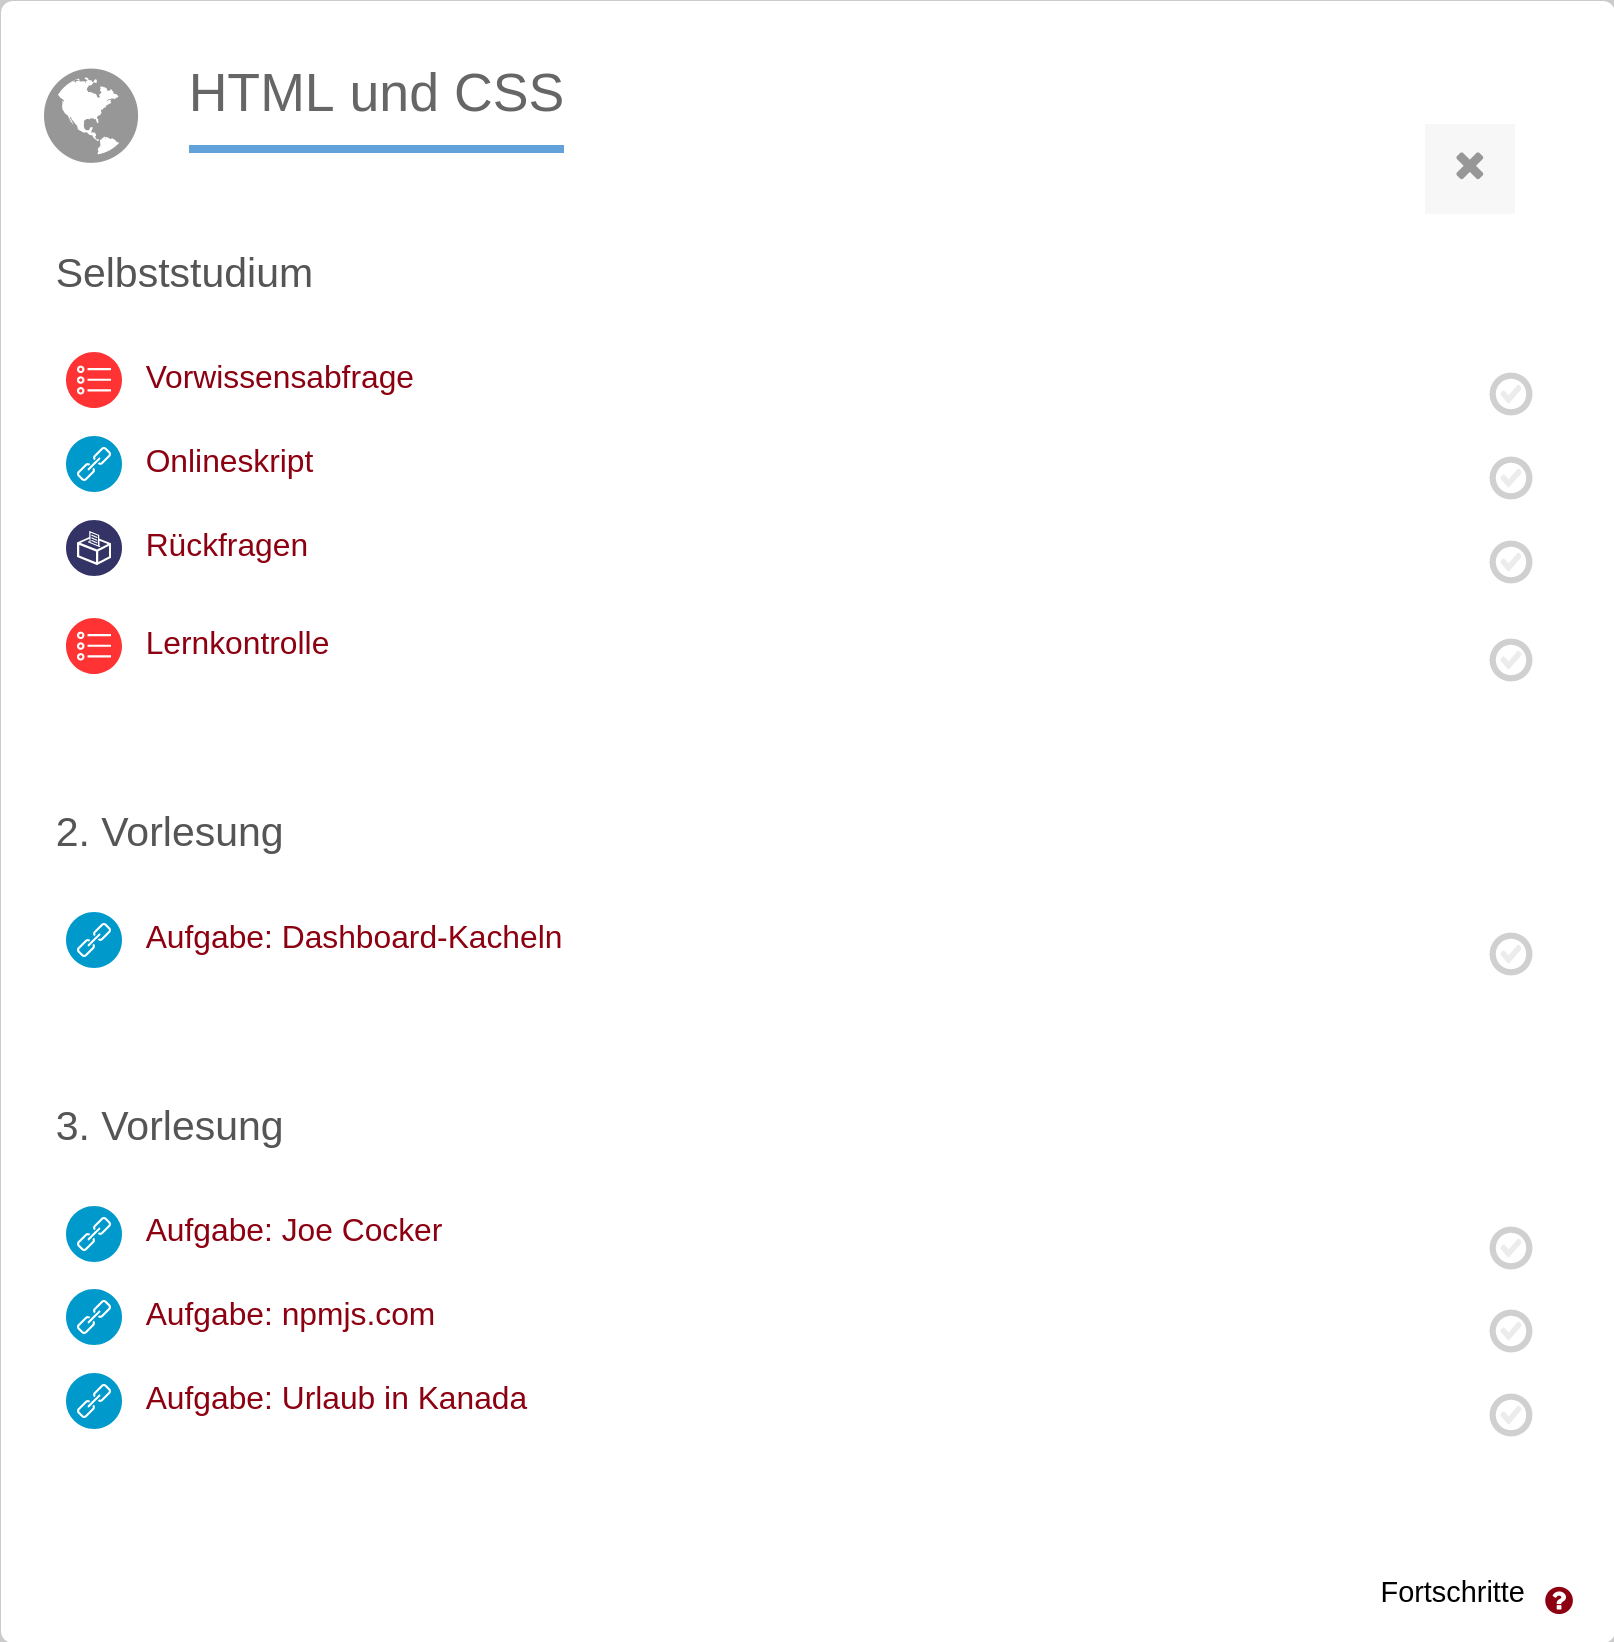 HTML und CSS
Selbststudium
Vorwissensabfrage
Onlineskript
Rückfragen
Lernkontrolle
2. Vorlesung
Aufgabe: Dashboard-Kacheln
3. Vorlesung
Aufgabe: Joe Cocker
Aufgabe: npmjs.com
Aufgabe: Urlaub in Kanada
Fortschritte